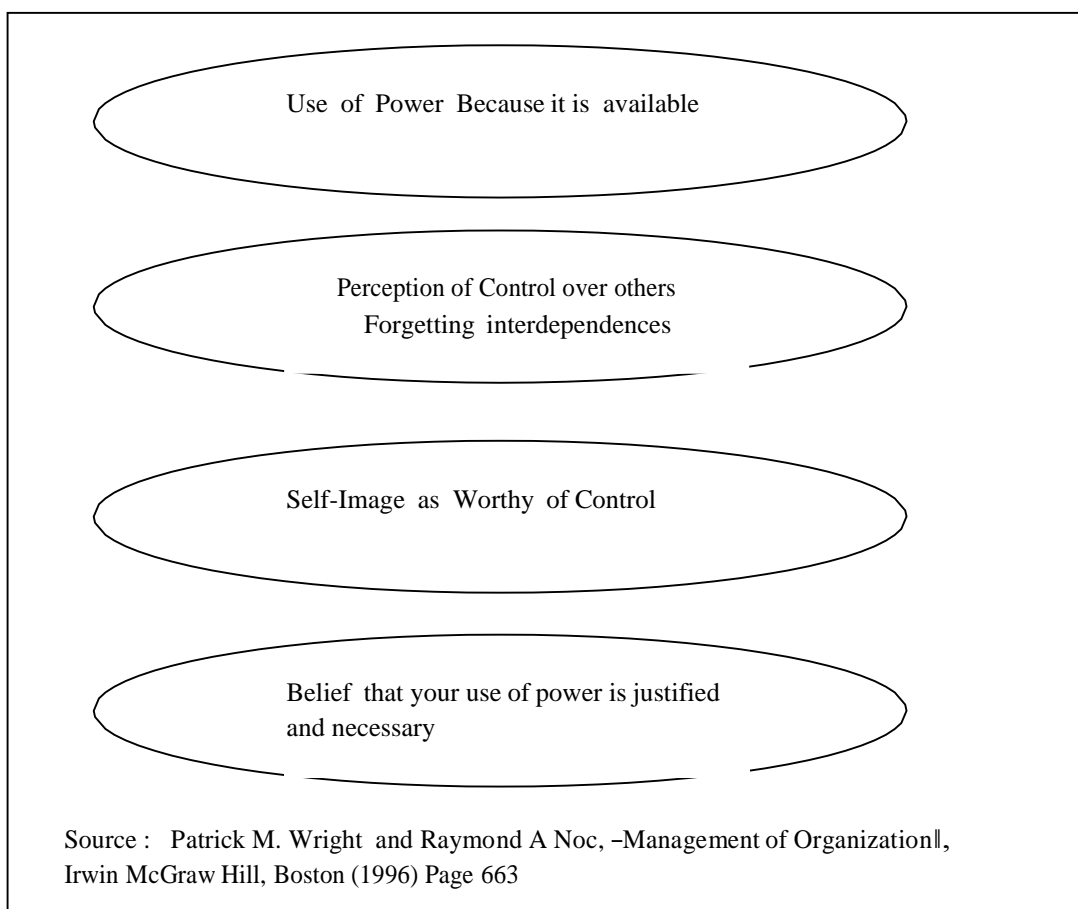 Use of Power Because it is available
Perception of Control over others
Forgetting interdependences
Self-Image as Worthy of Control
Belief that your use of power is justified
and necessary
Source : Patrick M. Wright and Raymond A Noc, ―Management of Organization‖,
Irwin McGraw Hill, Boston (1996) Page 663